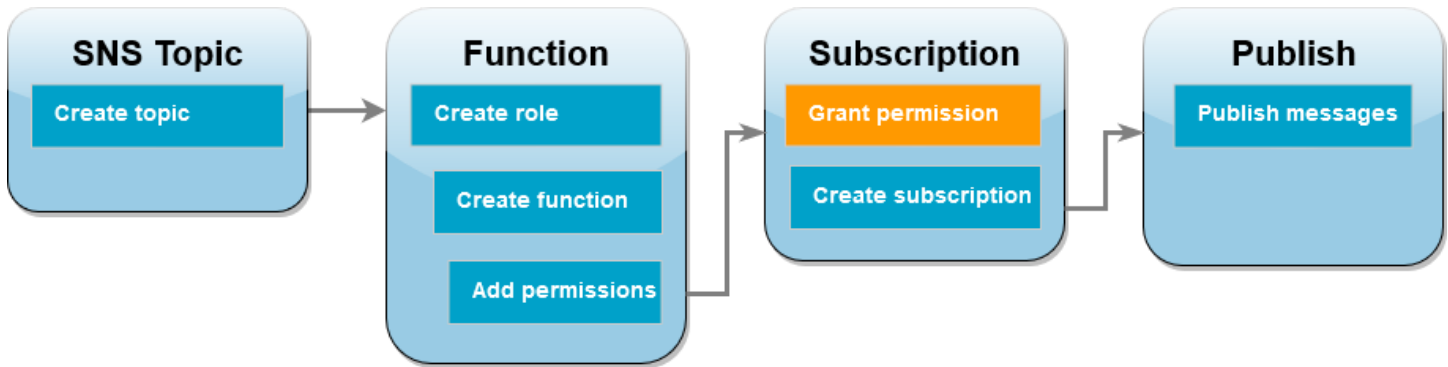 SNS Topic
Create topic
Function
Create role
Create function
Add permissions
Subscription
Grant permission
Create subscription
Publish
Publish messages